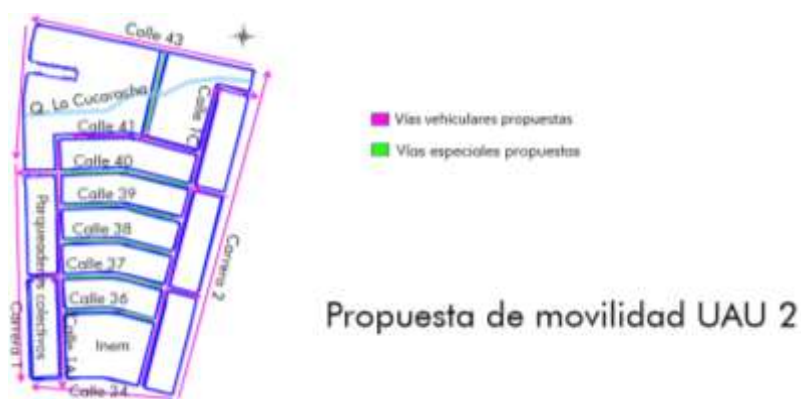 Calle 43
Q. La Cucaracha
Calle 1C
Calle 41
Calle 40
Calle 39
Calle 38
Calle 37
Calle 36
Inem
Calle 34
Calle 1A
Parqueaderos colectivos
Carrera 1
Carrera 2
Vías vehiculares propuestas
Vías especiales propuestas
Propuesta de movilidad UAU 2